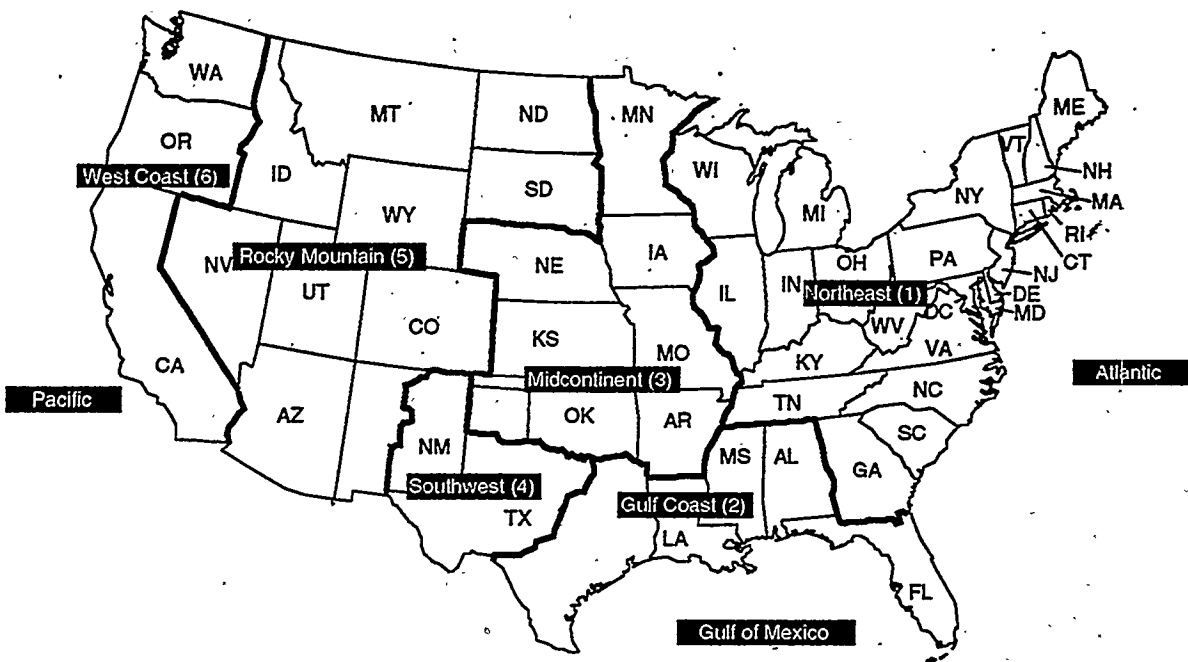 WA
MT
ND
MN
ME
OR
VT
WI
NH
West Coast (6)
ID
SD
NY
MA
WY
MI
RI
NV
Rocky Mountain (5)
NE
IA
OH
PA
CT
UT
IL
IN
NJ
Northeast (1)
DE
DC
MD
CO
KS
WV
VA
CA
MO
KY
Midcontinent (3)
Atlantic
Pacific
AZ
OK
AR
TN
NC
NM
MS
AL
SC
GA
Southwest (4)
Gulf Coast (2)
TX
LA
FL
Gulf of Mexico